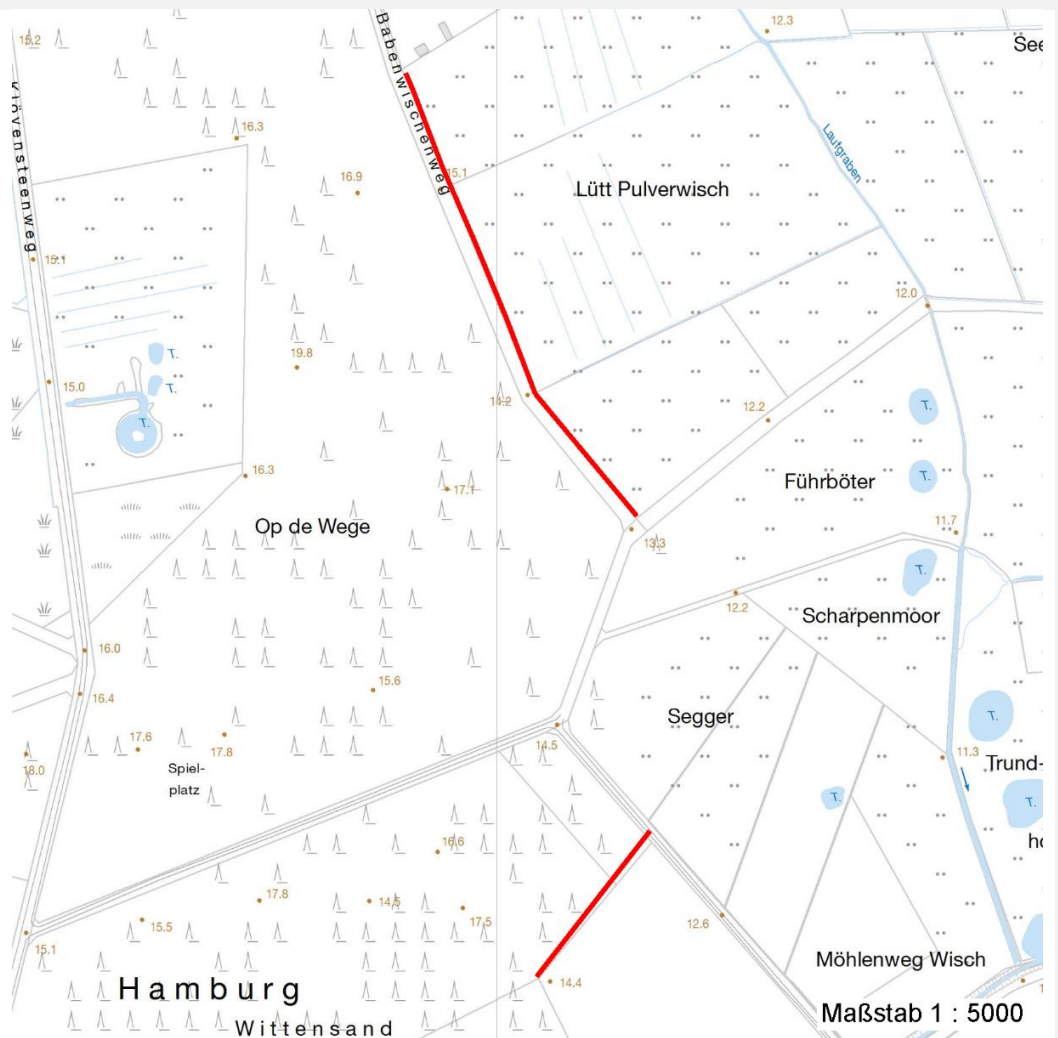 12.3
15.2
See
Babenwischenweg
Klövensteenweg
16.3
Laufgraben
15.1
16.9
Lütt Pulverwisch
15.1
12.0
T.
19.8
15.0
T.
14.2
T.
12.2
T.
16.3
T.
Führböter
17.1
Op de Wege
13.3
11.7
T.
12.2
Scharpenmoor
16.0
15.6
16.4
Segger
T.
17.6
17.8
14.5
11.3
18.0
Spiel-
platz
Trund-
T.
T.
16.6
ho
17.8
14.5
17.5
15.5
12.6
15.1
Möhlenweg Wisch
14.4
Hamburg
Maßstab 1 : 5000
Wittensand